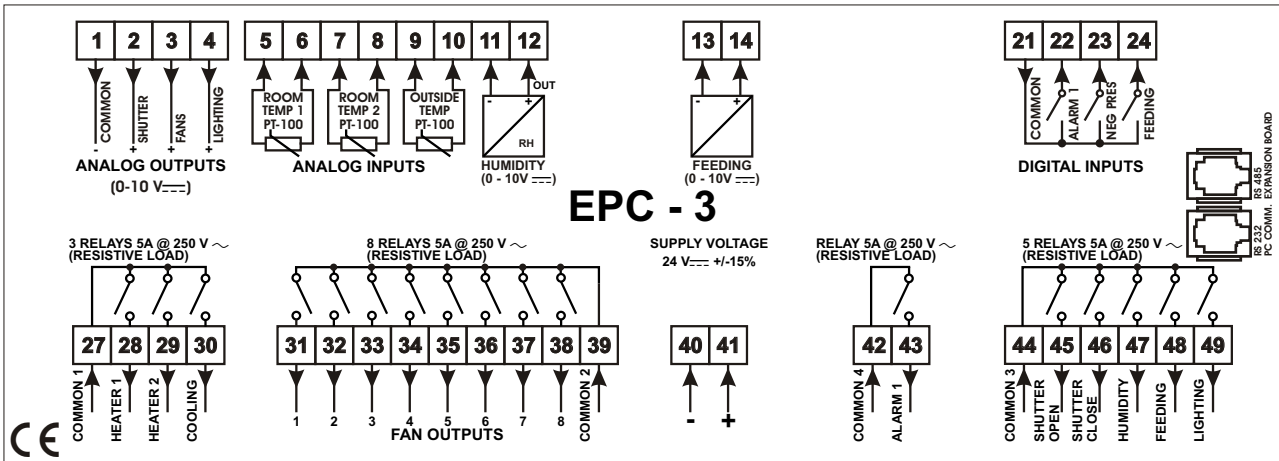 1 2 3 4 5 6 7 8 9 10 11 12 13 14 21 22 23 24
- COMMON
+ SHUTTER
+ FANS
+ LIGHTING
ANALOG OUTPUTS
(0-10 V⎓)
ROOM
TEMP 1
PT-100
ROOM
TEMP 2
PT-100
OUTSIDE
TEMP
PT-100
ANALOG INPUTS
- +
OUT
RH
HUMIDITY
(0 - 10V ⎓)
- +
FEEDING
(0 - 10V ⎓)
COMMON
ALARM 1
NEG PRES
FEEDING
DIGITAL INPUTS
RS 485
EXPANSION BOARD
RS 232
PC COMM.
EPC - 3
3 RELAYS 5A @ 250 V ~
(RESISTIVE LOAD)
8 RELAYS 5A @ 250 V ~
(RESISTIVE LOAD)
SUPPLY VOLTAGE
24 V⎓ +/-15%
RELAY 5A @ 250 V ~
(RESISTIVE LOAD)
5 RELAYS 5A @ 250 V ~
(RESISTIVE LOAD)
27 28 29 30 31 32 33 34 35 36 37 38 39 40 41 42 43 44 45 46 47 48 49
COMMON 1
HEATER 1
HEATER 2
COOLING
1 2 3 4 5 6 7 8
COMMON 2
FAN OUTPUTS
- +
COMMON 4
ALARM 1
COMMON 3
SHUTTER
OPEN
SHUTTER
CLOSE
HUMIDITY
FEEDING
LIGHTING
CE